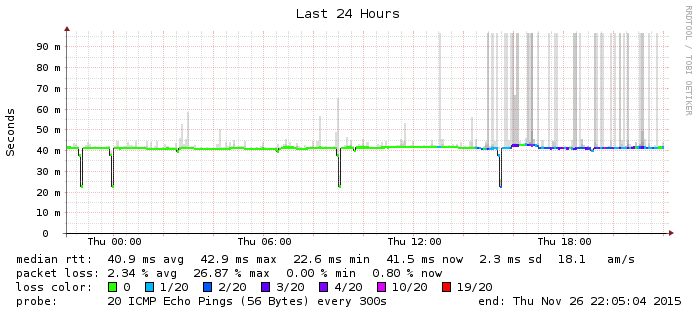 Last 24 Hours
RRDTOOL / TOBI OETIKER
Seconds
90 m
80 m
70 m
60 m
50 m
40 m
30 m
20 m
10 m
0
Thu 00:00 Thu 06:00 Thu 12:00 Thu 18:00
median rtt: 40.9 ms avg 42.9 ms max 22.6 ms min 41.5 ms now 2.3 ms sd 18.1 am/s
packet loss: 2.34 % avg 26.87 % max 0.00 % min 0.80 % now
loss color: 0 1/20 2/20 3/20 4/20 10/20 19/20
probe: 20 ICMP Echo Pings (56 Bytes) every 300s end: Thu Nov 26 22:05:04 2015